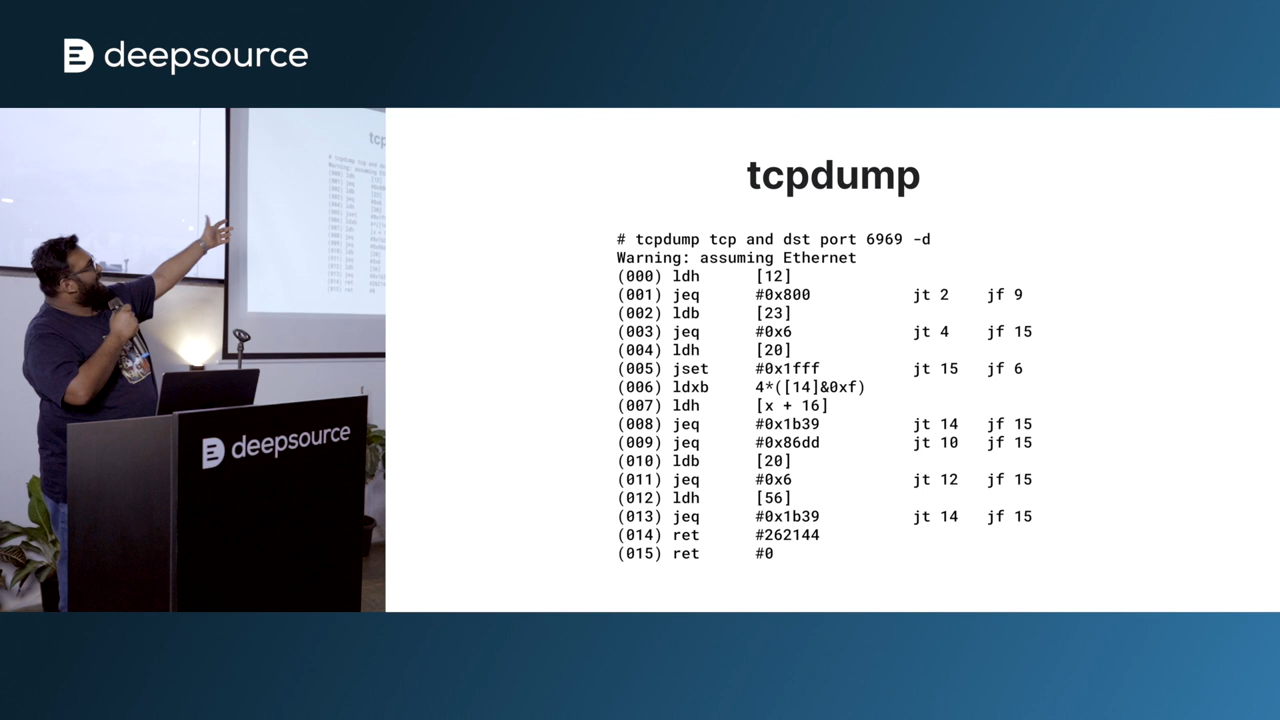 deepsource
tcpdump
# tcpdump tcp and dst port 6969 -d
Warning: assuming Ethernet
(000) ldh [12]
(001) jeq #0x800 jt 2 jf 9
(002) ldb [23]
(003) jeq #0x6 jt 4 jf 15
(004) ldh [20]
(005) jset #0x1fff jt 15 jf 6
(006) ldxb 4*([14]&0xf)
(007) ldh [x + 16]
(008) jeq #0x1b39 jt 14 jf 15
(009) jeq #0x86dd jt 10 jf 15
(010) ldb [20]
(011) jeq #0x6 jt 12 jf 15
(012) ldh [56]
(013) jeq #0x1b39 jt 14 jf 15
(014) ret #262144
(015) ret #0
deepsource